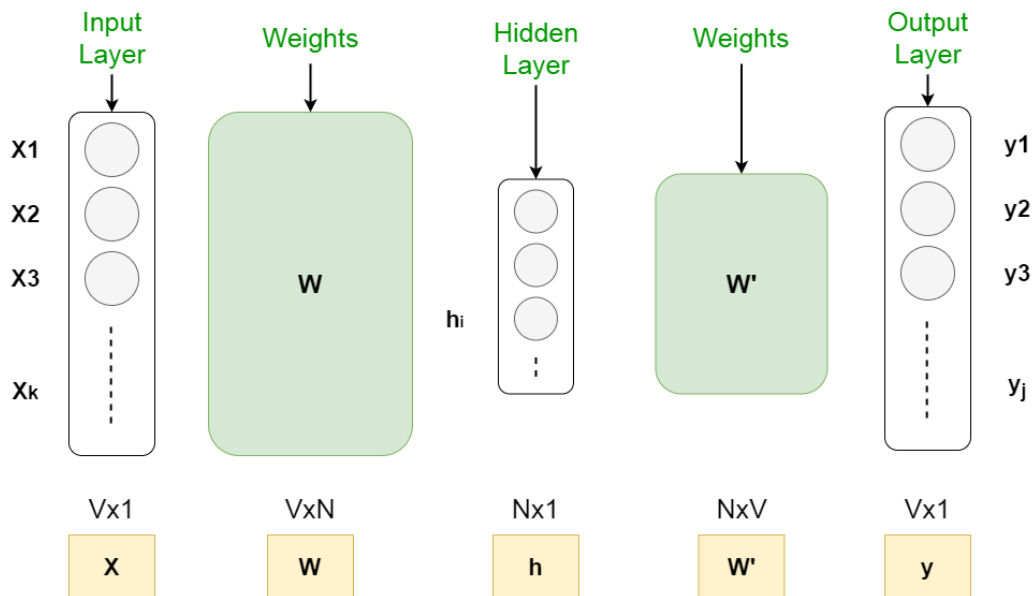 Input
Layer
Weights
Hidden
Layer
Weights
Output
Layer
X1
X2
X3
Xk
W
hi
W'
y1
y2
y3
yj
Vx1
VxN
Nx1
NxV
Vx1
X
W
h
W'
y